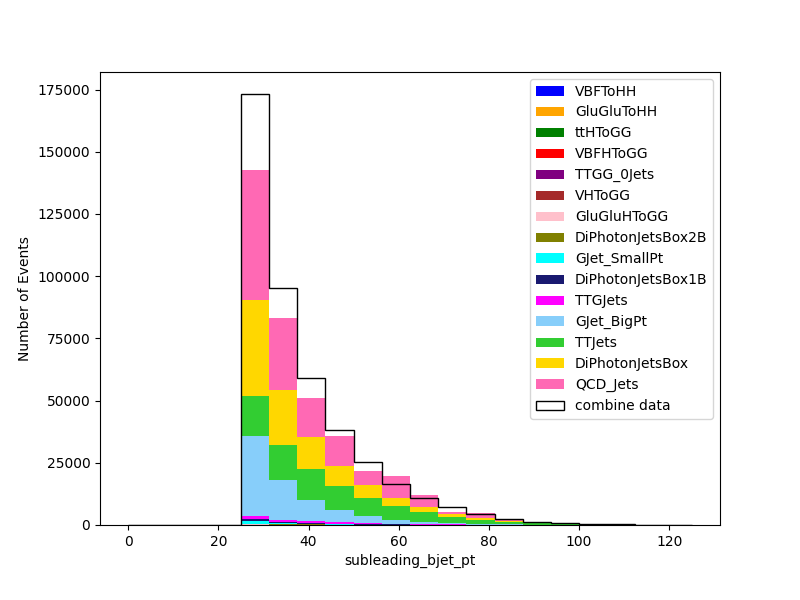 175000
150000
125000
100000
75000
50000
25000
0
Number of Events
0
20
40
60
80
100
120
subleading_bjet_pt
VBFToHH
GluGluToHH
ttHToGG
VBFHToGG
TTGG_0Jets
VHToGG
GluGluHToGG
DiPhotonJetsBox2B
GJet_SmallPt
DiPhotonJetsBox1B
TTGJets
GJet_BigPt
TTJets
DiPhotonJetsBox
QCD_Jets
combine data